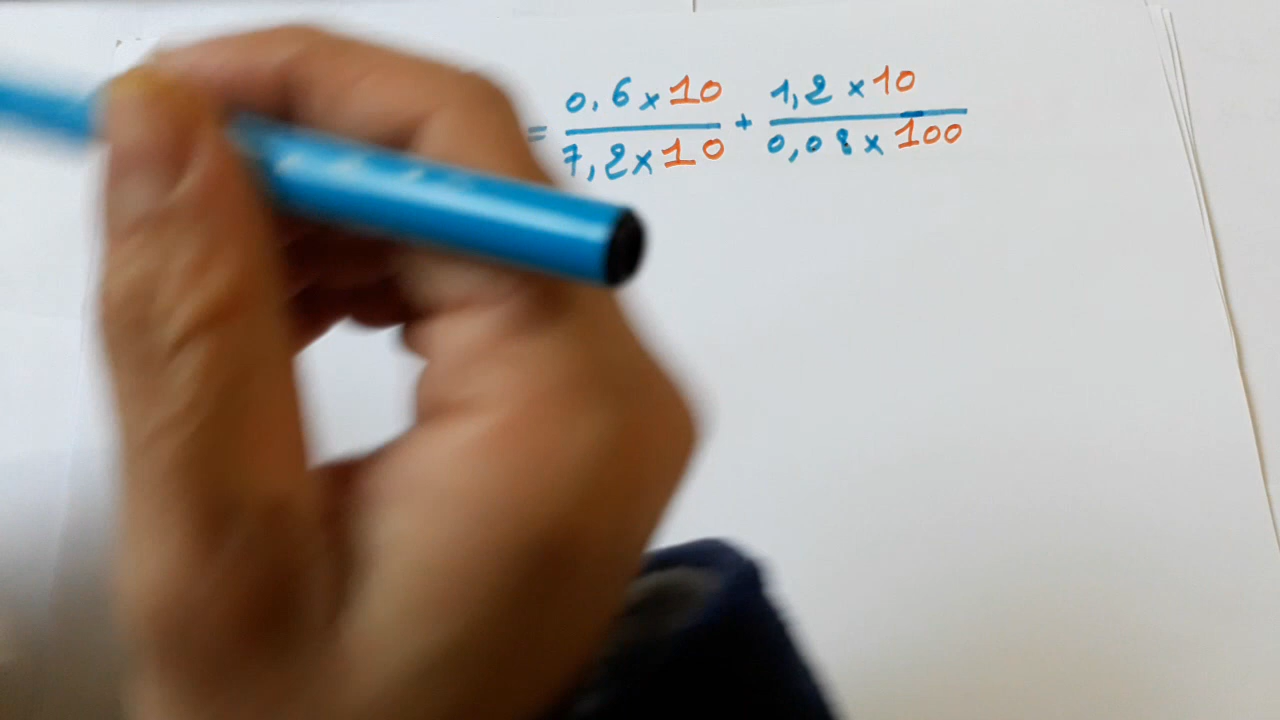 = 0,6 x 10 / 7,2 x 10 + 1,2 x 10 / 0,08 x 100